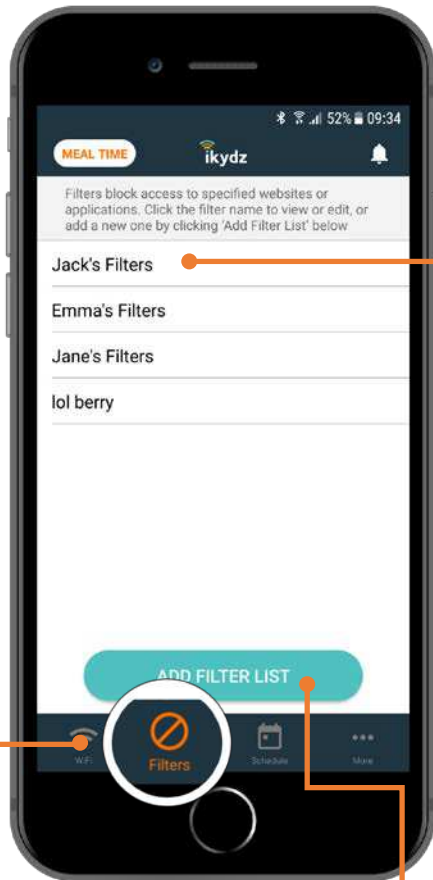 52% 09:34
MEAL TIME
ikydz
Filters block access to specified websites or
applications. Click the filter name to view or edit, or
add a new one by clicking 'Add Filter List' below
Jack's Filters
Emma's Filters
Jane's Filters
lol berry
ADD FILTER LIST
WiFi
Filters
Schedule
More